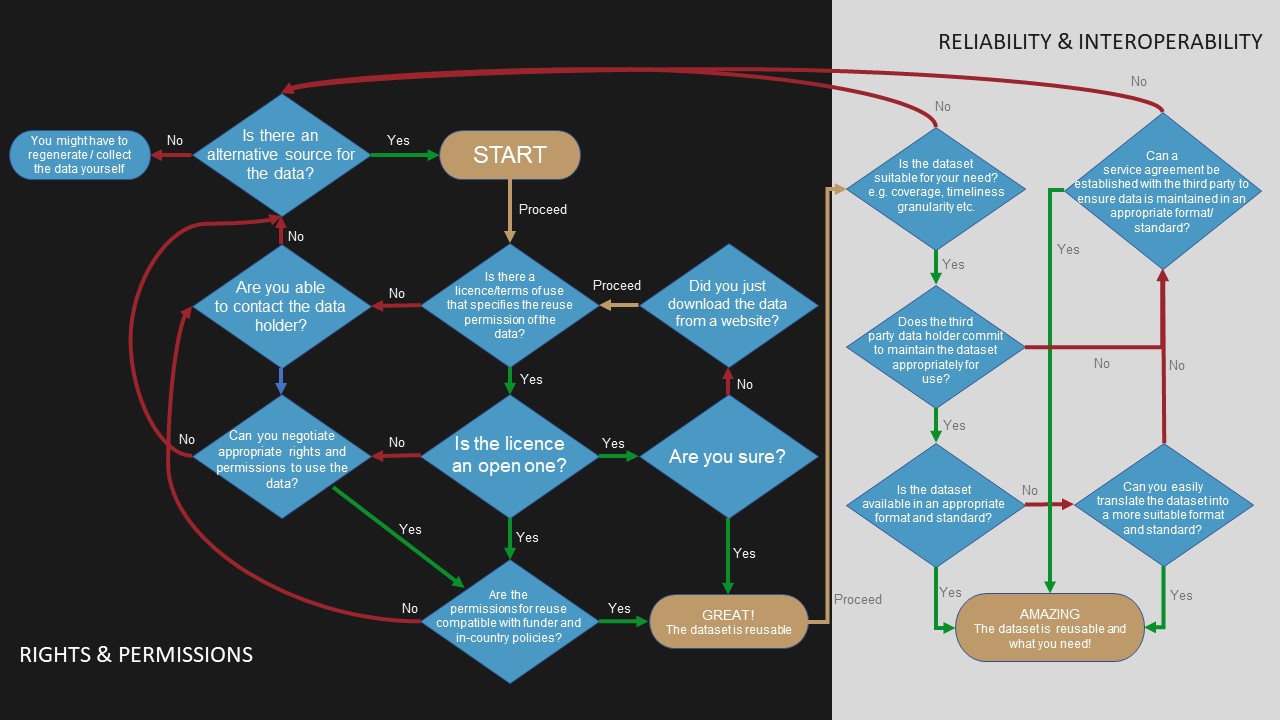 RELIABILITY & INTEROPERABILITY
No
No
Is there an
alternative source for
the data?
No
You might have to
regenerate / collect
the data yourself
Yes
START
Proceed
Is the dataset
suitable for your need?
e.g. coverage, timeliness
granularity etc.
Can a
service agreement be
established with the third party to
ensure data is maintained in an
appropriate format/
standard?
Yes
Yes
No
Are you able
to contact the data
holder?
No
Is there a
licence/terms of use
that specifies the reuse
permission of the
data?
Proceed
Did you just
download the data
from a website?
Does the third
party data holder commit
to maintain the dataset
appropriately for
use?
No
No
Yes
No
Yes
No
Can you negotiate
appropriate rights and
permissions to use the
data?
No
Is the licence
an open one?
Yes
Are you sure?
Is the dataset
available in an appropriate
format and standard?
No
Can you easily
translate the dataset into
a more suitable format
and standard?
Yes
Yes
Yes
Yes
Yes
No
Are the
permissions for reuse
compatible with funder and
in-country policies?
Yes
GREAT!
The dataset is reusable
Proceed
AMAZING
The dataset is reusable and
what you need!
RIGHTS & PERMISSIONS